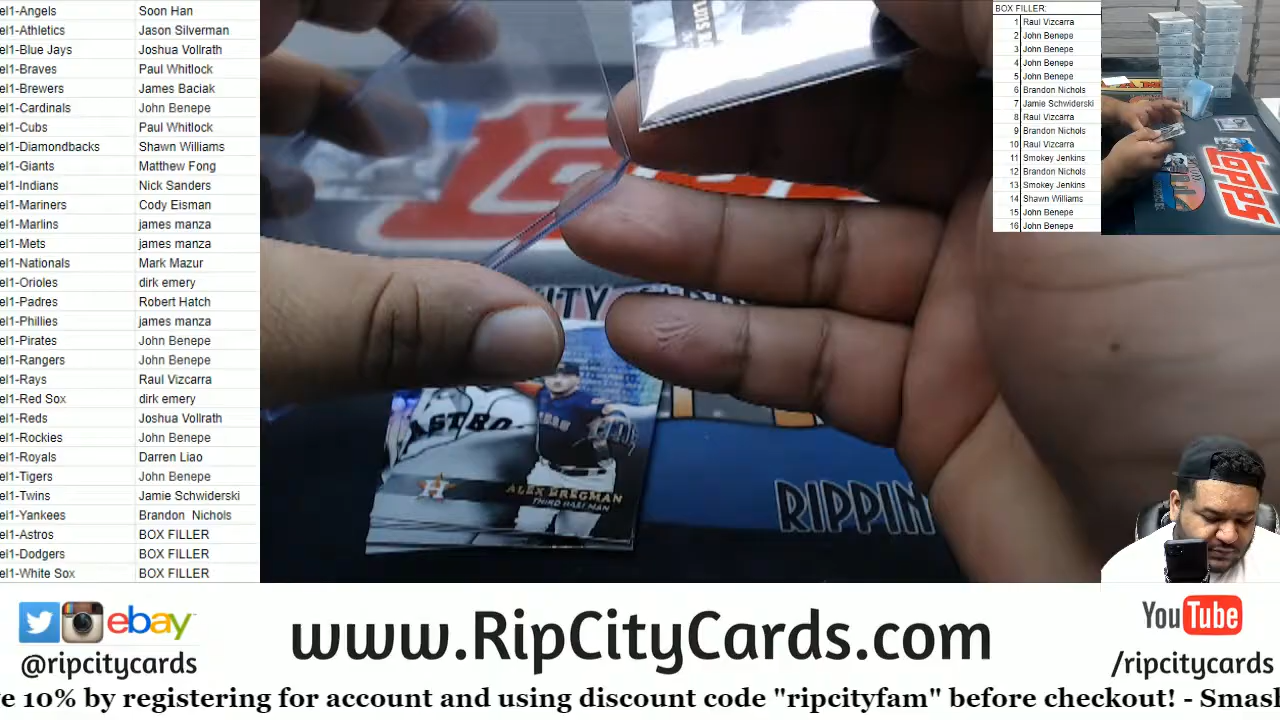 el1-Angels Soon Han
el1-Athletics Jason Silverman
el1-Blue Jays Joshua Vollrath
el1-Braves Paul Whitlock
el1-Brewers James Baciak
el1-Cardinals John Benepe
el1-Cubs Paul Whitlock
el1-Diamondbacks Shawn Williams
el1-Giants Matthew Fong
el1-Indians Nick Sanders
el1-Mariners Cody Eisman
el1-Marlins james manza
el1-Mets james manza
el1-Nationals Mark Mazur
el1-Orioles dirk emery
el1-Padres Robert Hatch
el1-Phillies james manza
el1-Pirates John Benepe
el1-Rangers John Benepe
el1-Rays Raul Vizcarra
el1-Red Sox dirk emery
el1-Reds Joshua Vollrath
el1-Rockies John Benepe
el1-Royals Darren Liao
el1-Tigers John Benepe
el1-Twins Jamie Schwiderski
el1-Yankees Brandon Nichols
el1-Astros BOX FILLER
el1-Dodgers BOX FILLER
el1-White Sox BOX FILLER
ASTRO
ALEX BREGMAN
THIRD BASEMAN
RIPPIN
BOX FILLER:
1 Raul Vizcarra
2 John Benepe
3 John Benepe
4 John Benepe
5 John Benepe
6 Brandon Nichols
7 Jamie Schwiderski
8 Raul Vizcarra
9 Brandon Nichols
10 Raul Vizcarra
11 Smokey Jenkins
12 Brandon Nichols
13 Smokey Jenkins
14 Shawn Williams
15 John Benepe
16 John Benepe
topps
ebay
@ripcitycards
www.RipCityCards.com
YouTube
/ripcitycards
e 10% by registering for account and using discount code "ripcityfam" before checkout! - Smash